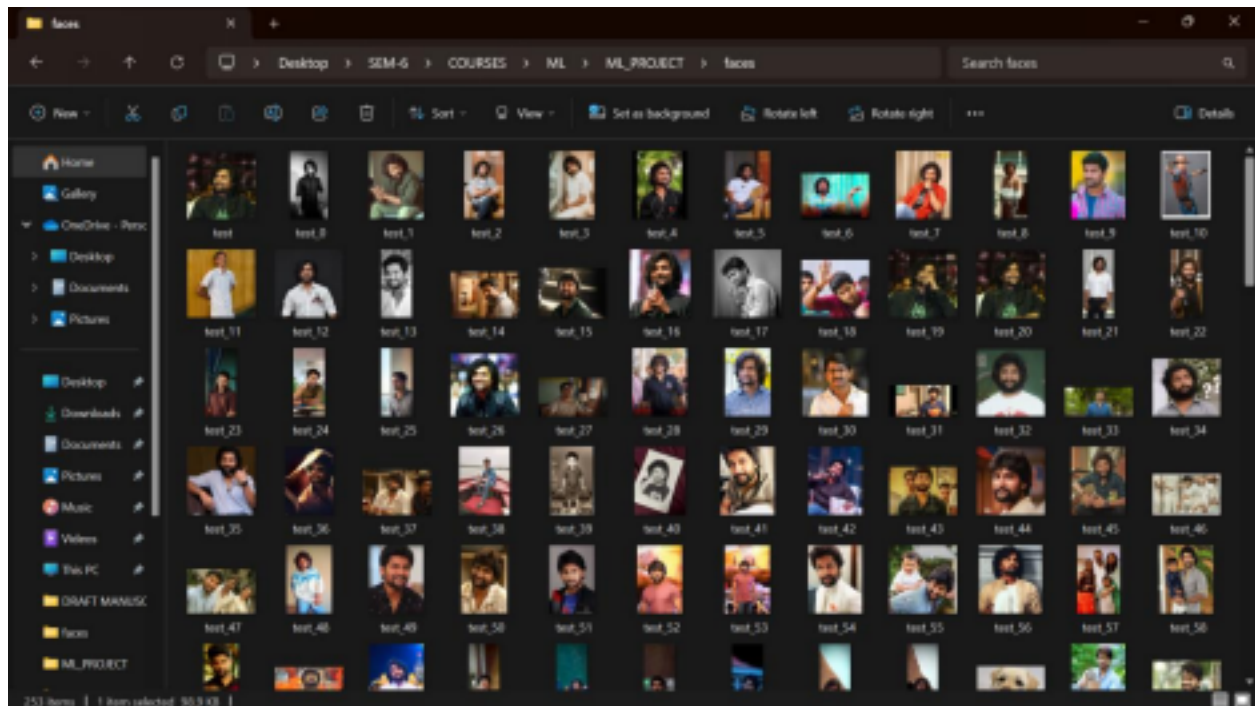 faces
Desktop > SEM-6 > COURSES > ML > ML_PROJECT > faces
Search faces
New
Sort
View
Set as background
Rotate left
Rotate right
...
Details
Home
Gallery
OneDrive - Persc
Desktop
Documents
Pictures
Desktop
Downloads
Documents
Pictures
Music
Videos
This PC
DRAFT MANUSC
faces
ML_PROJECT
test test_0 test_1 test_2 test_3 test_4 test_5 test_6 test_7 test_8 test_9 test_10
test_11 test_12 test_13 test_14 test_15 test_16 test_17 test_18 test_19 test_20 test_21 test_22
test_23 test_24 test_25 test_26 test_27 test_28 test_29 test_30 test_31 test_32 test_33 test_34
test_35 test_36 test_37 test_38 test_39 test_40 test_41 test_42 test_43 test_44 test_45 test_46
test_47 test_48 test_49 test_50 test_51 test_52 test_53 test_54 test_55 test_56 test_57 test_58
253 items | 1 item selected 98.9 KB |